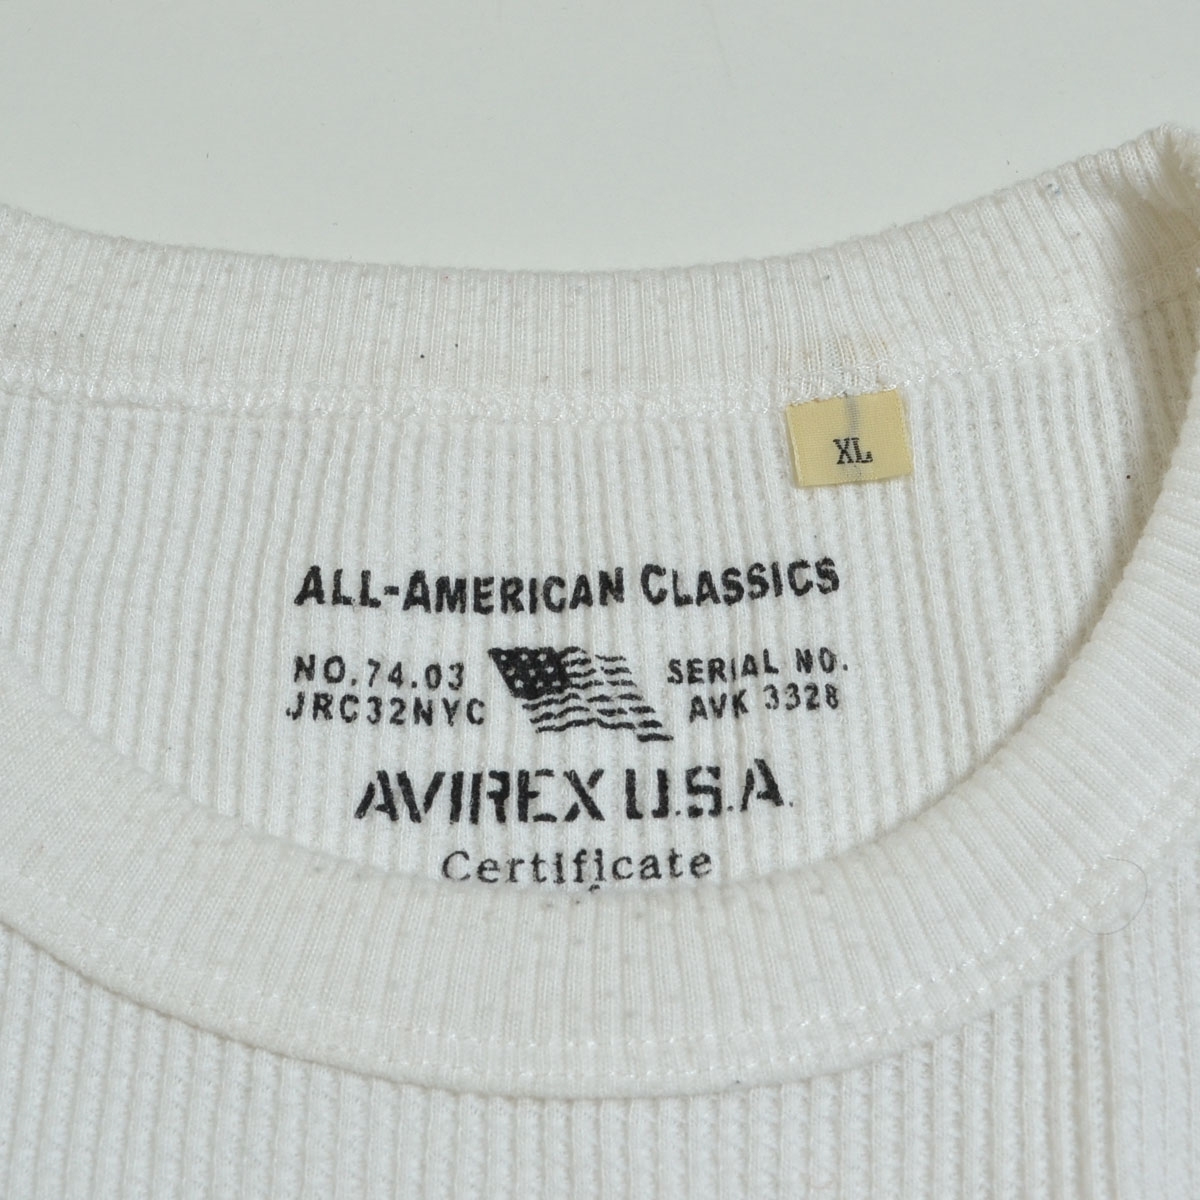 XL
ALL-AMERICAN CLASSICS
NO.74.03
JRC32NYC
SERIAL NO.
AVK 3328
AVIREX U.S.A.
Certificate